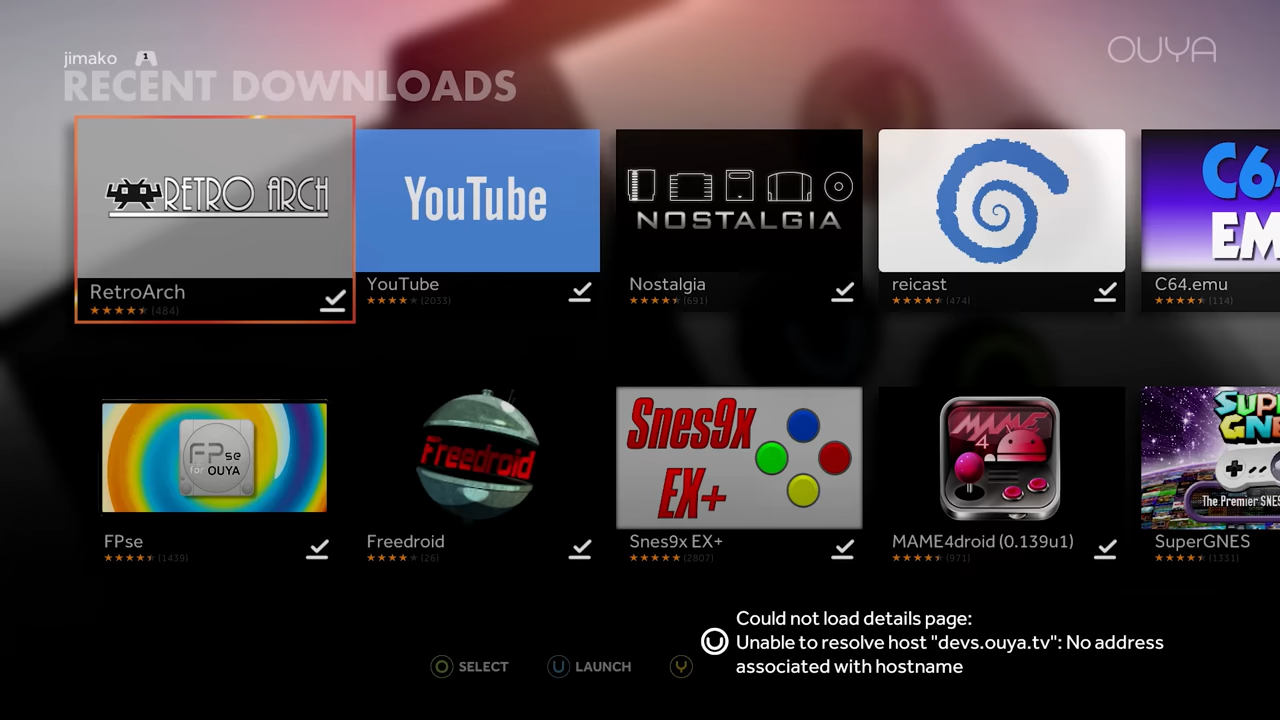 jimako 1
OUYA
RECENT DOWNLOADS
RETRO ARCH
YouTube
NOSTALGIA
C64
EM
RetroArch
(484)
YouTube
(2033)
Nostalgia
(691)
reicast
(474)
C64.emu
(114)
FPse
for OUYA
Freedroid
Snes9x
EX+
MAME
4
SUP
GNE
The Premier SNES
FPse
(1439)
Freedroid
(26)
Snes9x EX+
(2807)
MAME4droid (0.139u1)
(971)
SuperGNES
(1331)
O SELECT
U LAUNCH
Y
Could not load details page:
Unable to resolve host "devs.ouya.tv": No address
associated with hostname